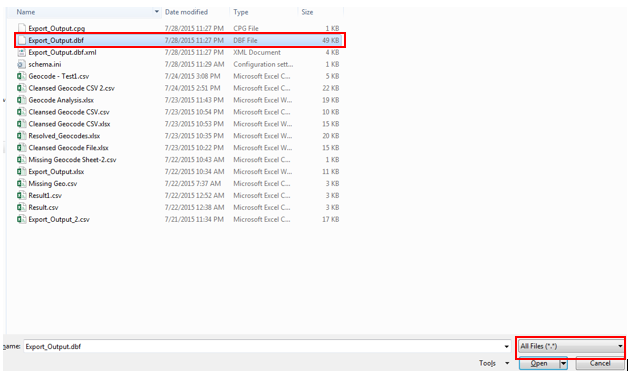 Name Date modified Type Size
Export_Output.cpg 7/28/2015 11:27 PM CPG File 1 KB
Export_Output.dbf 7/28/2015 11:27 PM DBF File 49 KB
Export_Output.dbf.xml 7/28/2015 11:27 PM XML Document 4 KB
schema.ini 7/28/2015 11:29 AM Configuration sett... 1 KB
Geocode - Test1.csv 7/24/2015 3:08 PM Microsoft Excel C... 5 KB
Cleansed Geocode CSV 2.csv 7/24/2015 2:51 PM Microsoft Excel C... 22 KB
Geocode Analysis.xlsx 7/23/2015 11:43 PM Microsoft Excel W... 19 KB
Cleansed Geocode CSV.csv 7/23/2015 10:54 PM Microsoft Excel C... 10 KB
Cleansed Geocode CSV.xlsx 7/23/2015 10:53 PM Microsoft Excel W... 15 KB
Resolved_Geocodes.xlsx 7/23/2015 10:35 PM Microsoft Excel W... 20 KB
Cleansed Geocode File.xlsx 7/23/2015 10:22 PM Microsoft Excel W... 15 KB
Missing Geocode Sheet-2.csv 7/22/2015 10:43 AM Microsoft Excel C... 1 KB
Export_Output.xlsx 7/22/2015 10:34 AM Microsoft Excel W... 11 KB
Missing Geo.csv 7/22/2015 7:37 AM Microsoft Excel C... 3 KB
Result1.csv 7/22/2015 12:52 AM Microsoft Excel C... 3 KB
Result.csv 7/22/2015 12:38 AM Microsoft Excel C... 3 KB
Export_Output_2.csv 7/21/2015 11:34 PM Microsoft Excel C... 17 KB
name: Export_Output.dbf All Files (*.*)
Tools Open Cancel